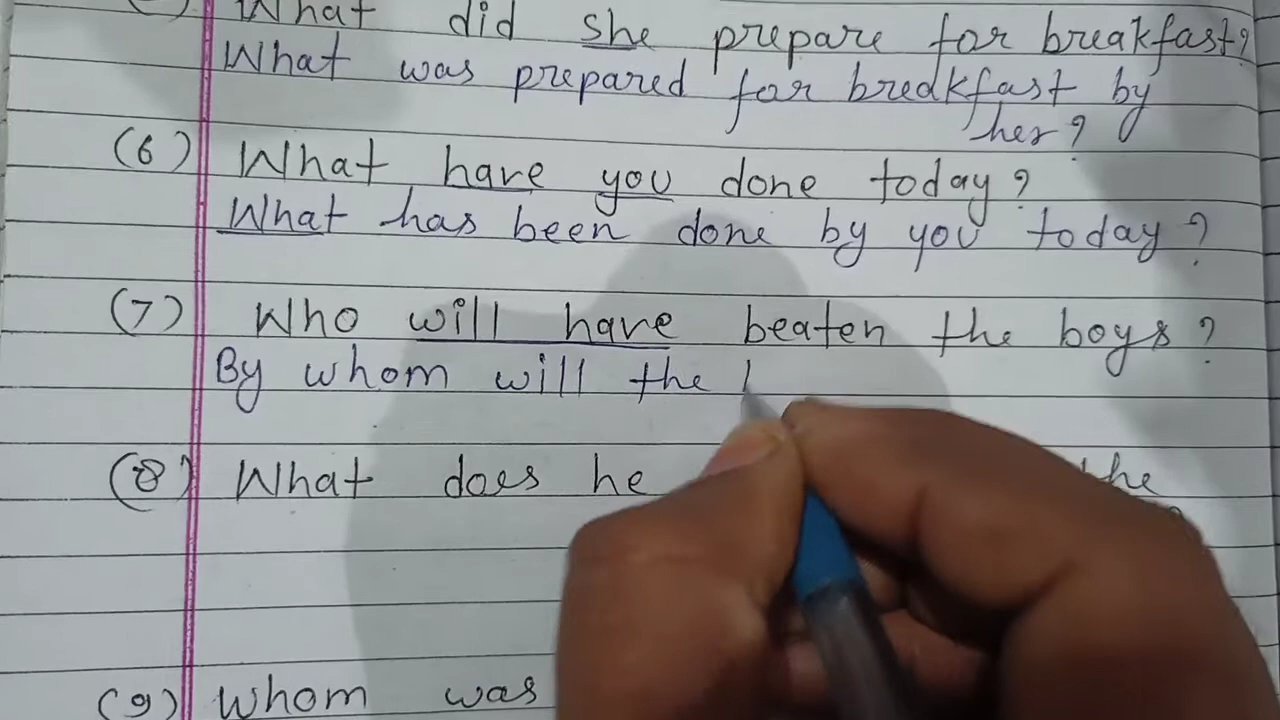 What did she prepare for breakfast?
What was prepared for breakfast by
her?
(6) What have you done today?
What has been done by you today?
(7) Who will have beaten the boys?
By whom will the
(8) What does he the
(9) Whom was